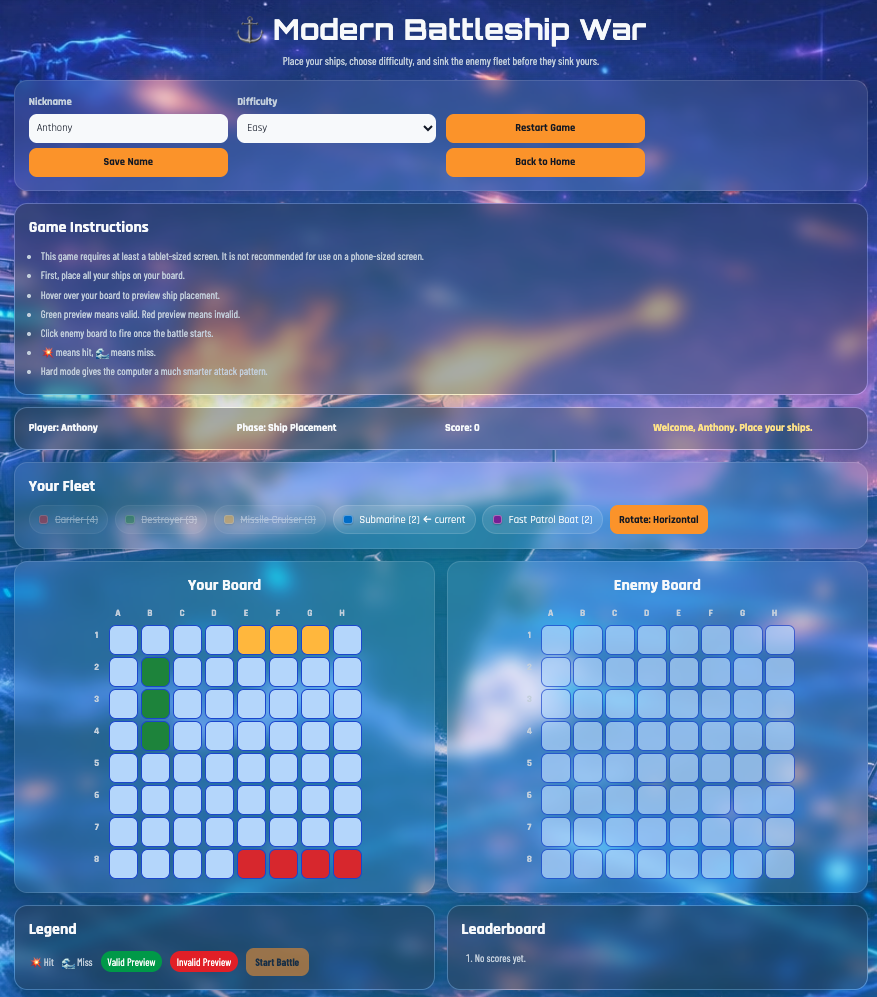 ⚓ Modern Battleship War
Place your ships, choose difficulty, and sink the enemy fleet before they sink yours.
Nickname
Difficulty
Anthony
Easy
Restart Game
Save Name
Back to Home
Game Instructions
• This game requires at least a tablet-sized screen. It is not recommended for use on a phone-sized screen.
• First, place all your ships on your board.
• Hover over your board to preview ship placement.
• Green preview means valid. Red preview means invalid.
• Click enemy board to fire once the battle starts.
• 💥 means hit, 🌊 means miss.
• Hard mode gives the computer a much smarter attack pattern.
Player: Anthony
Phase: Ship Placement
Score: 0
Welcome, Anthony. Place your ships.
Your Fleet
Carrier (4)
Destroyer (3)
Missile Cruiser (3)
Submarine (2) ← current
Fast Patrol Boat (2)
Rotate: Horizontal
Your Board
A B C D E F G H
1
2
3
4
5
6
7
8
Enemy Board
A B C D E F G H
1
2
3
4
5
6
7
8
Legend
💥 Hit
🌊 Miss
Valid Preview
Invalid Preview
Start Battle
Leaderboard
1. No scores yet.